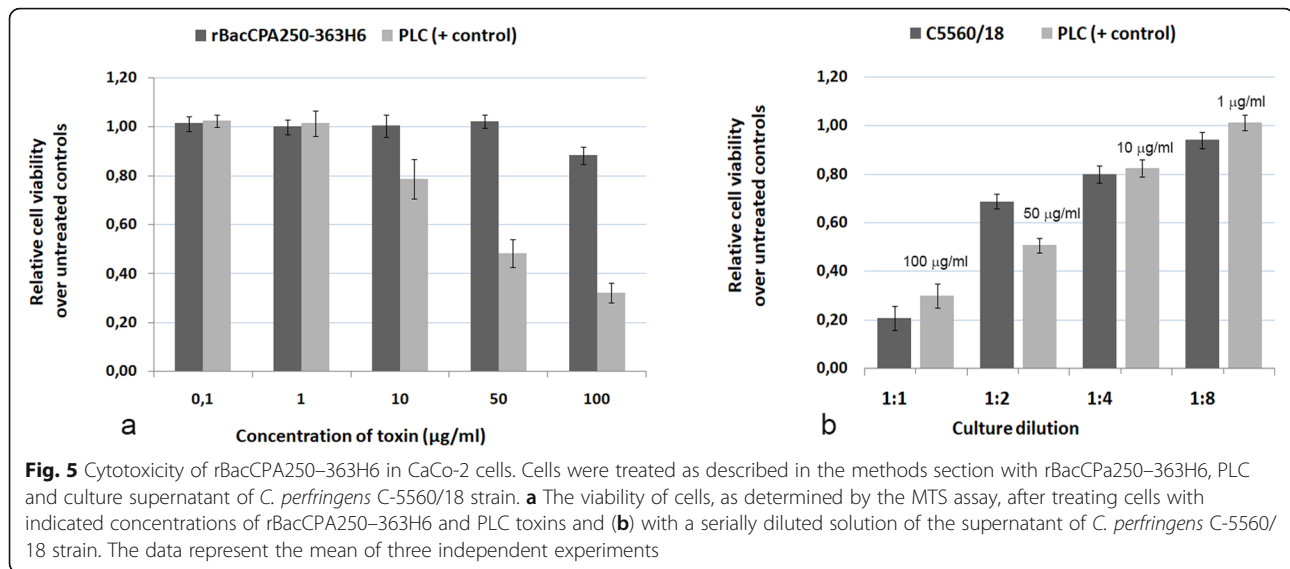 rBacCPA250-363H6 PLC (+ control)
1,20
1,00
0,80
0,60
0,40
0,20
0,00
Relative cell viability
over untreated controls
0,1 1 10 50 100
a
Concentration of toxin (µg/ml)
C5560/18 PLC (+ control)
1,20
1,00
0,80
0,60
0,40
0,20
0,00
Relative cell viability
over untreated controls
100 µg/ml
50 µg/ml
10 µg/ml
1 µg/ml
1:1 1:2 1:4 1:8
b
Culture dilution
Fig. 5 Cytotoxicity of rBacCPA250–363H6 in CaCo-2 cells. Cells were treated as described in the methods section with rBacCPa250–363H6, PLC
and culture supernatant of C. perfringens C-5560/18 strain. a The viability of cells, as determined by the MTS assay, after treating cells with
indicated concentrations of rBacCPA250–363H6 and PLC toxins and (b) with a serially diluted solution of the supernatant of C. perfringens C-5560/
18 strain. The data represent the mean of three independent experiments